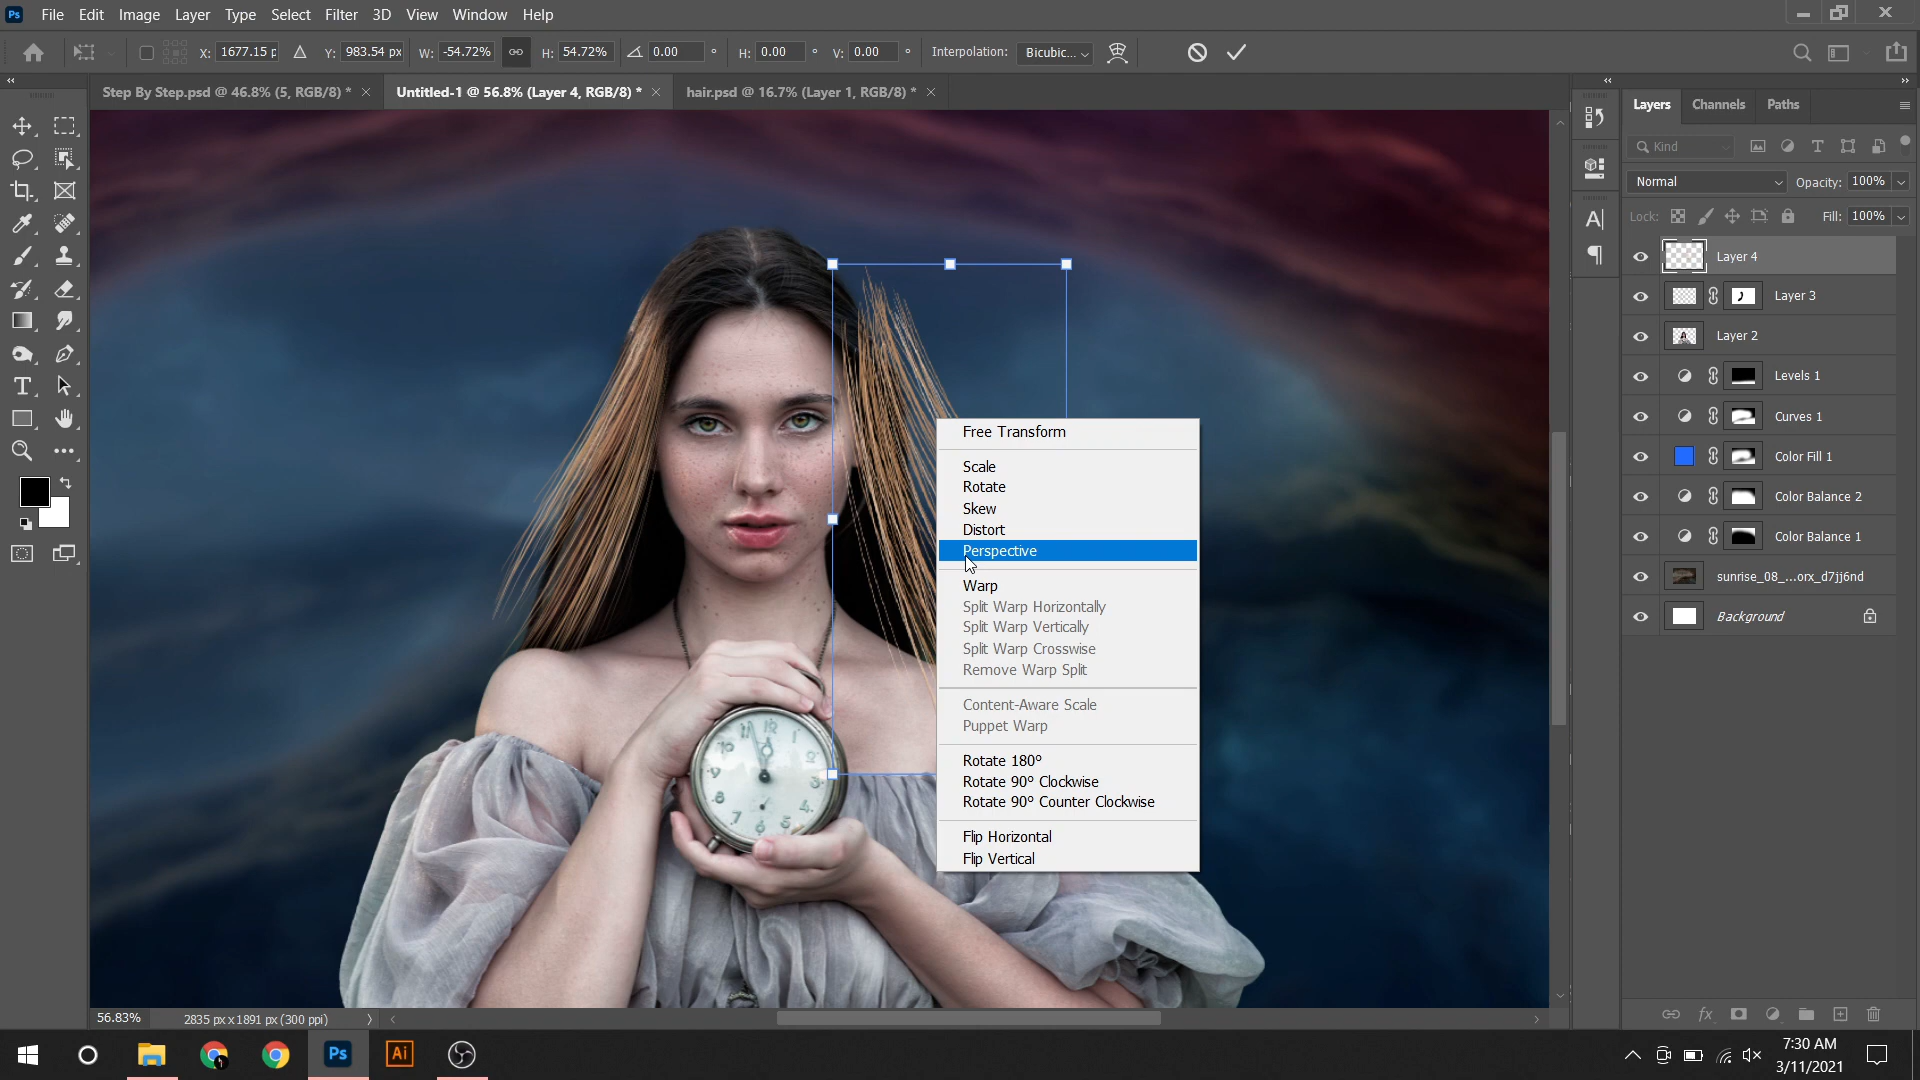 Ps File Edit Image Layer Type Select Filter 3D View Window Help
X: 1677.15 p Y: 983.54 px W: -54.72% H: 54.72% 0.00 ° H: 0.00 ° V: 0.00 ° Interpolation: Bicubic...
Step By Step.psd @ 46.8% (5, RGB/8) *
Untitled-1 @ 56.8% (Layer 4, RGB/8) *
hair.psd @ 16.7% (Layer 1, RGB/8) *
Layers Channels Paths
Kind
Normal Opacity: 100%
Lock: Fill: 100%
Layer 4
Layer 3
Layer 2
Levels 1
Curves 1
Color Fill 1
Color Balance 2
Color Balance 1
sunrise_08_...orx_d7jj6nd
Background
Free Transform
Scale
Rotate
Skew
Distort
Perspective
Warp
Split Warp Horizontally
Split Warp Vertically
Split Warp Crosswise
Remove Warp Split
Content-Aware Scale
Puppet Warp
Rotate 180°
Rotate 90° Clockwise
Rotate 90° Counter Clockwise
Flip Horizontal
Flip Vertical
56.83% 2835 px x 1891 px (300 ppi)
Ps Ai
7:30 AM
3/11/2021